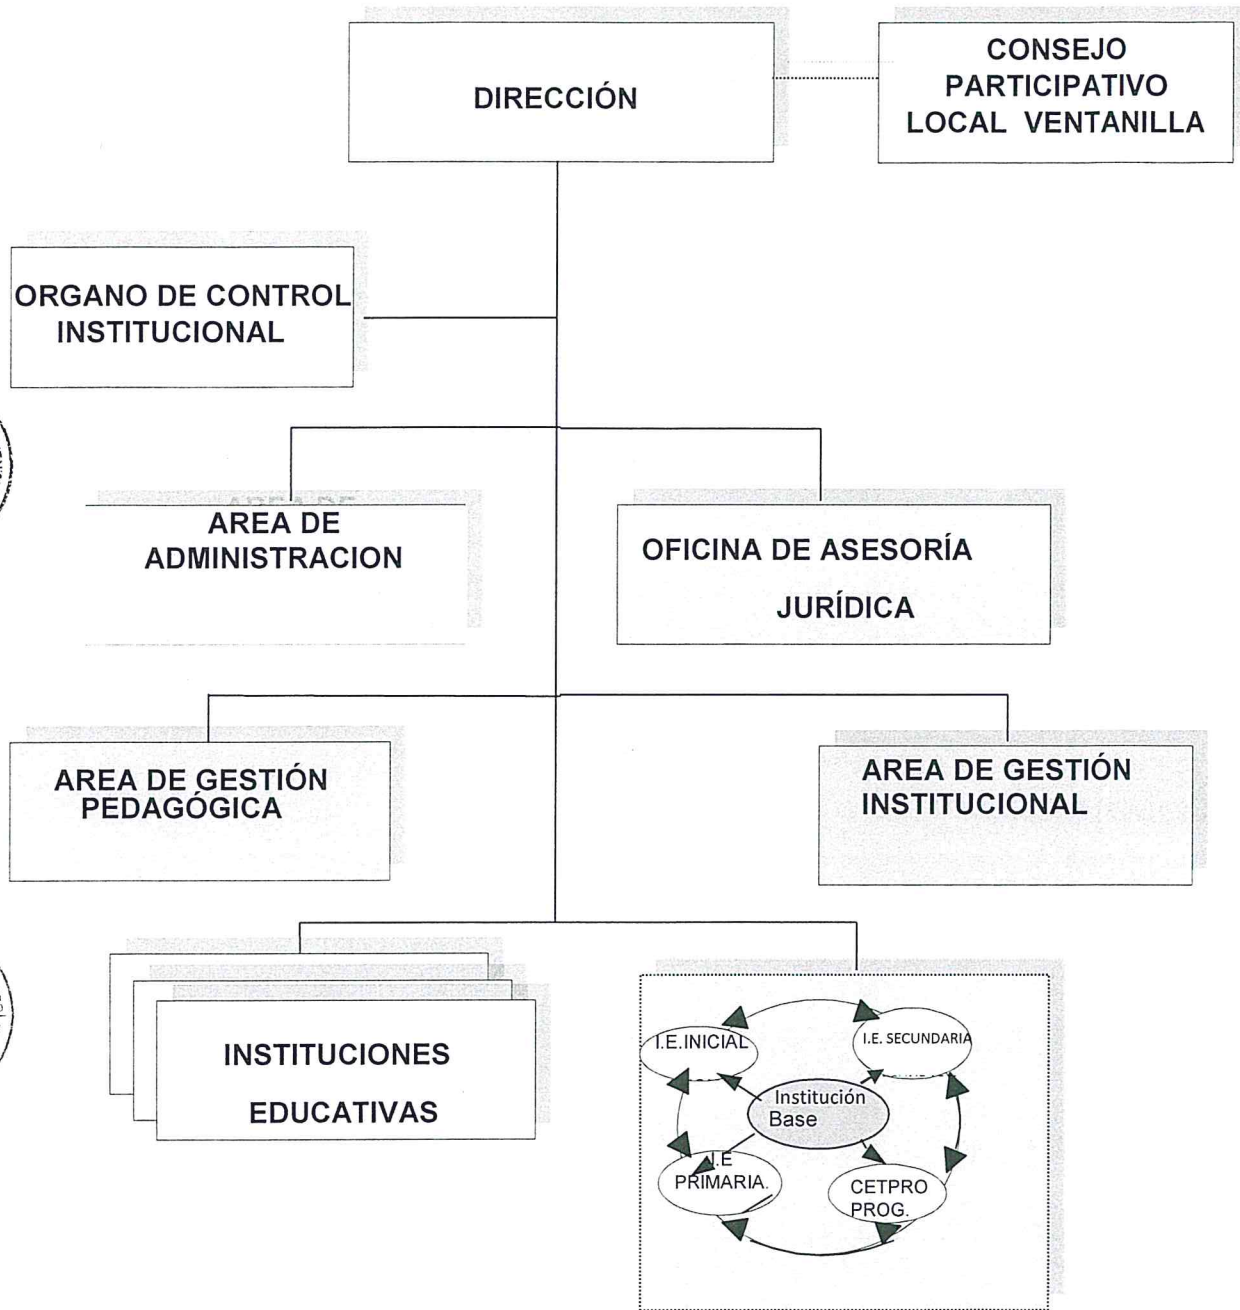 DIRECCIÓN
CONSEJO
PARTICIPATIVO
LOCAL VENTANILLA
ORGANO DE CONTROL
INSTITUCIONAL
AREA DE
ADMINISTRACION
OFICINA DE ASESORÍA
JURÍDICA
AREA DE GESTIÓN
PEDAGÓGICA
AREA DE GESTIÓN
INSTITUCIONAL
INSTITUCIONES
EDUCATIVAS
I.E.INICIAL
I.E. SECUNDARIA
Institución
Base
I.E
PRIMARIA.
CETPRO
PROG.